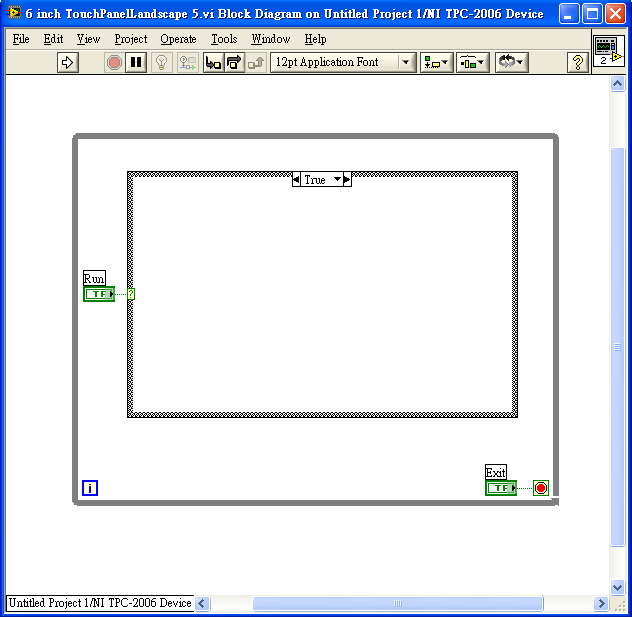 6 inch TouchPanelLandscape 5.vi Block Diagram on Untitled Project 1/NI TPC-2006 Device
File Edit View Project Operate Tools Window Help
12pt Application Font
?
2
True
Run
TF
?
i
Exit
TF
Untitled Project 1/NI TPC-2006 Device